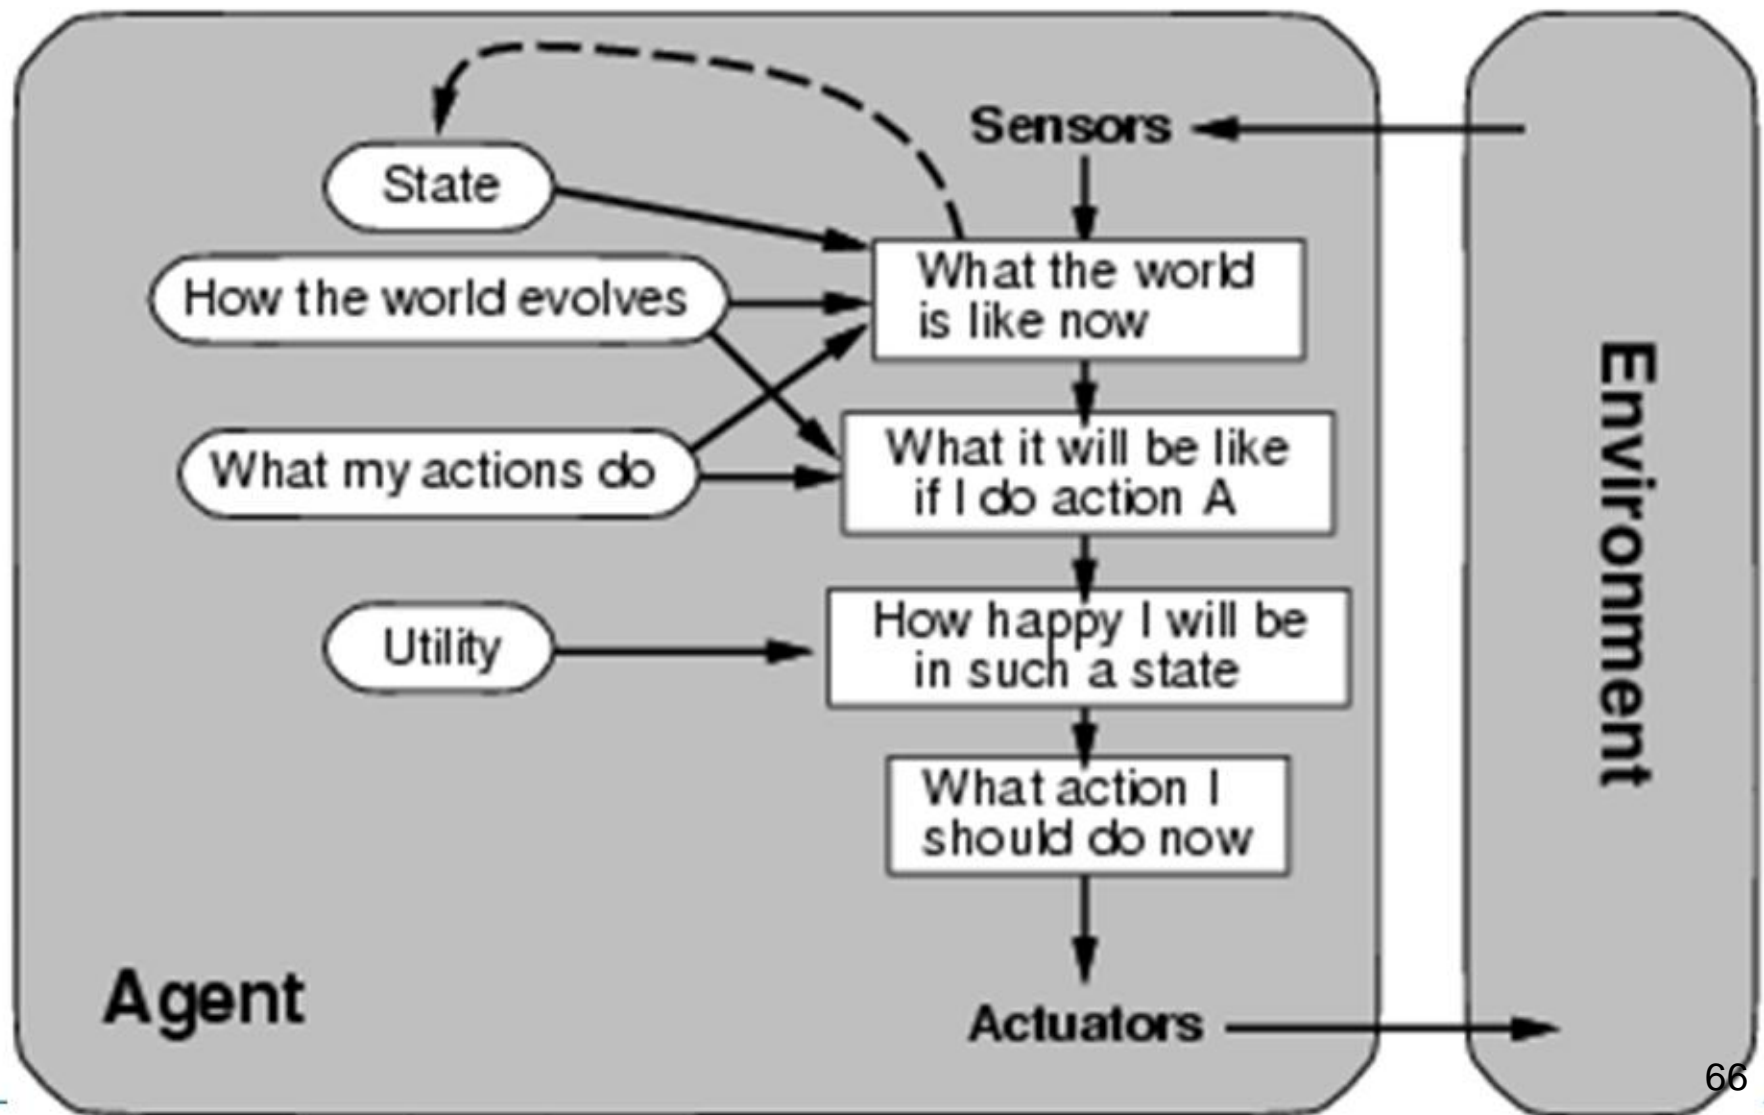 Sensors
State
What the world
is like now
How the world evolves
What my actions do
What it will be like
if I do action A
Utility
How happy I will be
in such a state
What action I
should do now
Agent
Actuators
Environment
66